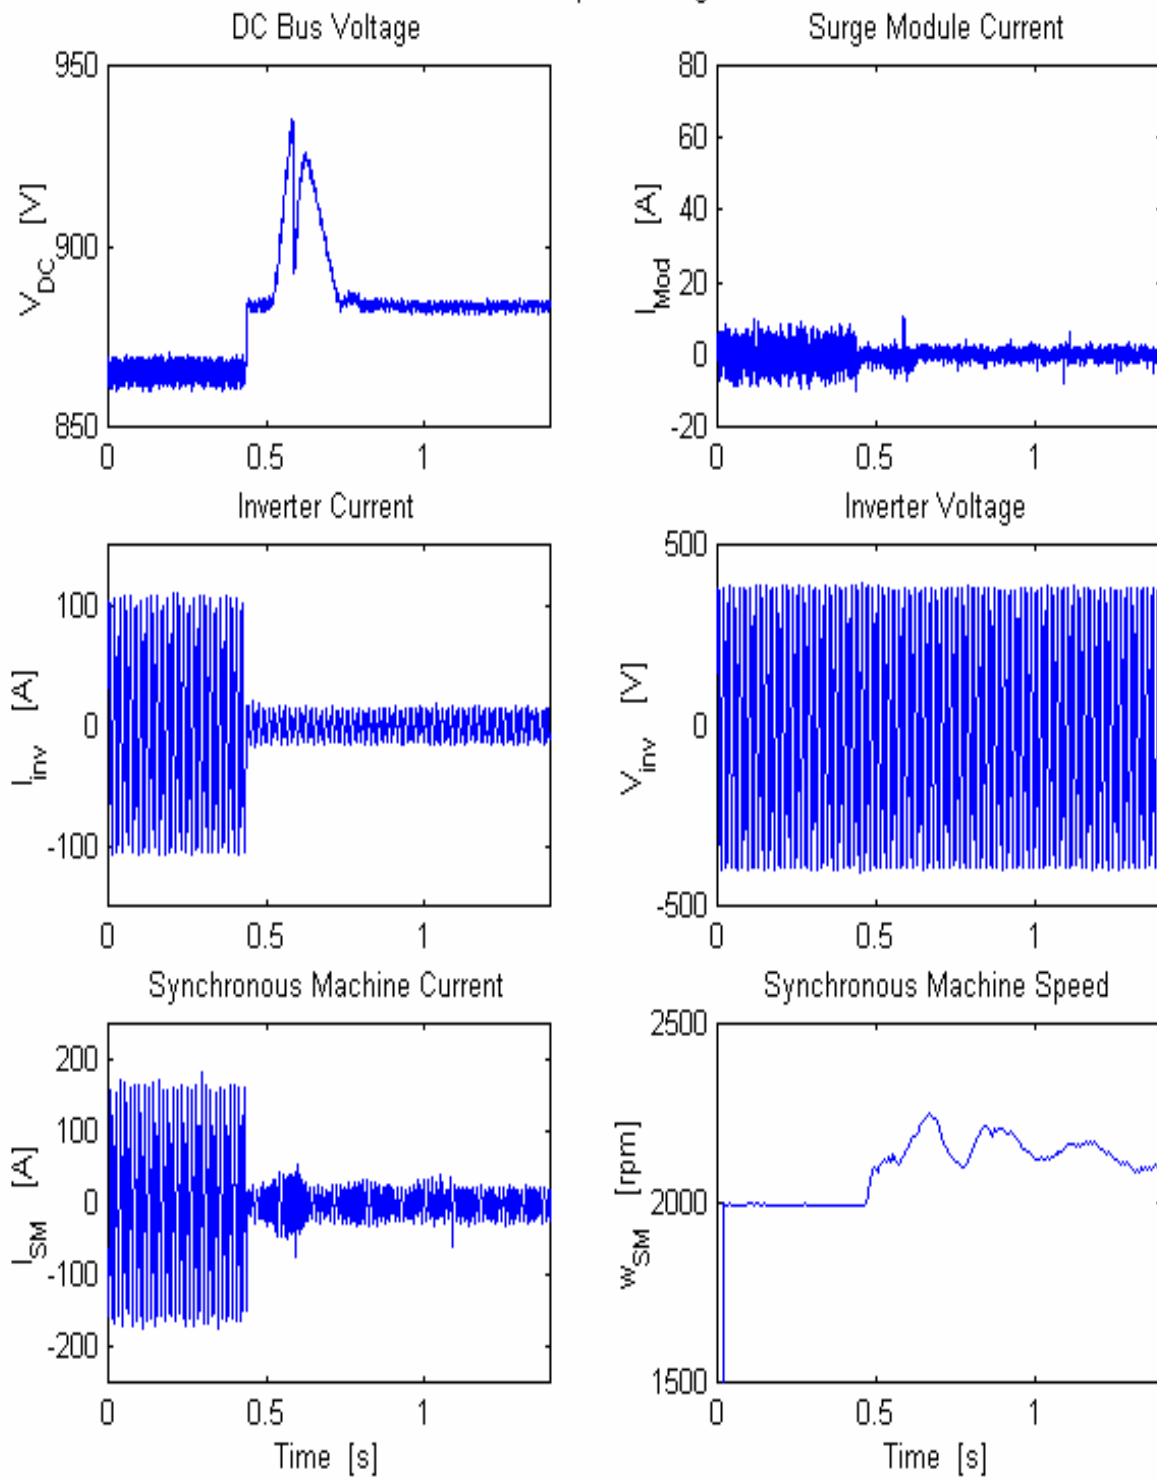 DC Bus Voltage
950
900
850
V_DC [V]
0 0.5 1
Surge Module Current
80
60
40
20
0
-20
I_Mod [A]
0 0.5 1
Inverter Current
100
0
-100
I_inv [A]
0 0.5 1
Inverter Voltage
500
0
-500
V_inv [V]
0 0.5 1
Synchronous Machine Current
200
100
0
-100
-200
I_SM [A]
0 0.5 1
Time [s]
Synchronous Machine Speed
2500
2000
1500
w_SM [rpm]
0 0.5 1
Time [s]